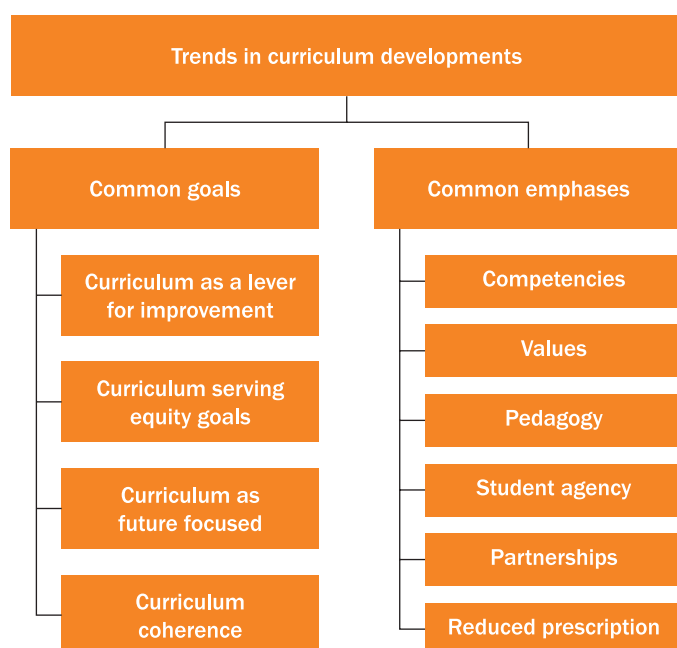 Trends in curriculum developments
Common goals
Curriculum as a lever
for improvement
Curriculum serving
equity goals
Curriculum as
future focused
Curriculum
coherence
Common emphases
Competencies
Values
Pedagogy
Student agency
Partnerships
Reduced prescription